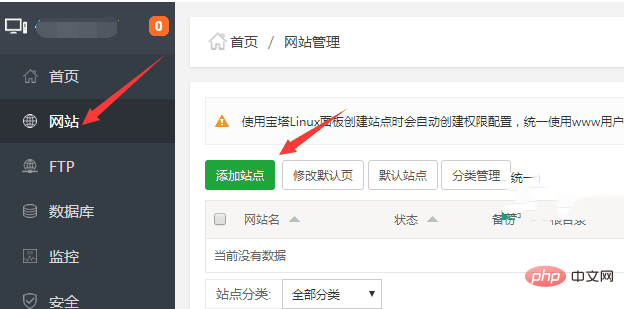 0
首页
网站
FTP
数据库
监控
安全
首页 / 网站管理
使用宝塔Linux面板创建站点时会自动创建权限配置，统一使用www用户
添加站点 修改默认页 默认站点 分类管理 统一
网站名 状态 备份 根目录
当前没有数据
站点分类: 全部分类
php 中文网